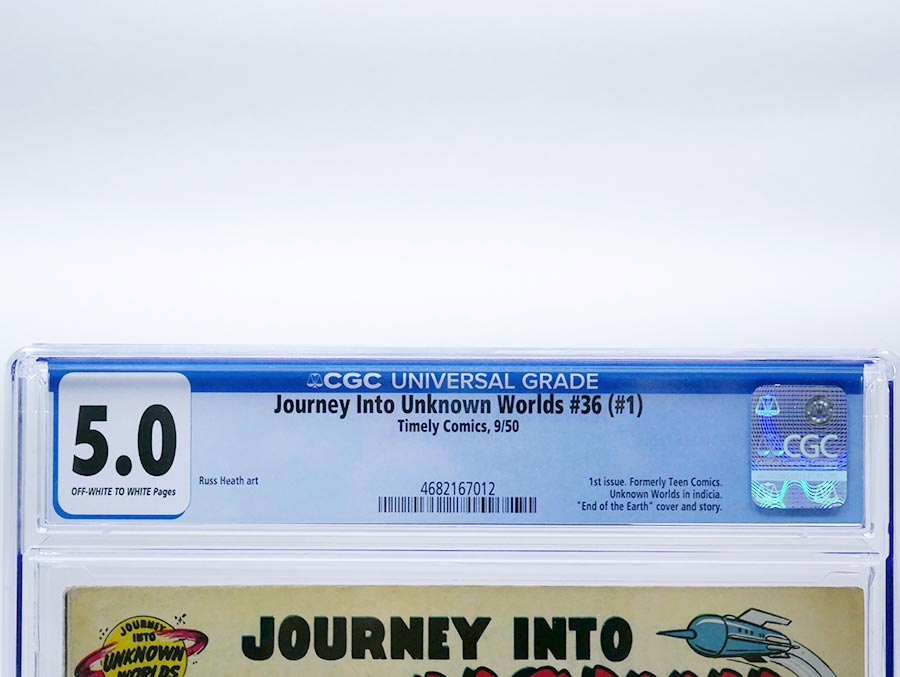 CGC UNIVERSAL GRADE
Journey Into Unknown Worlds #36 (#1)
Timely Comics, 9/50
5.0
OFF-WHITE TO WHITE Pages
Russ Heath art
4682167012
1st issue. Formerly Teen Comics.
Unknown Worlds in indicia.
"End of the Earth" cover and story.
CGC
JOURNEY
INTO
UNKNOWN
WORLDS
JOURNEY INTO